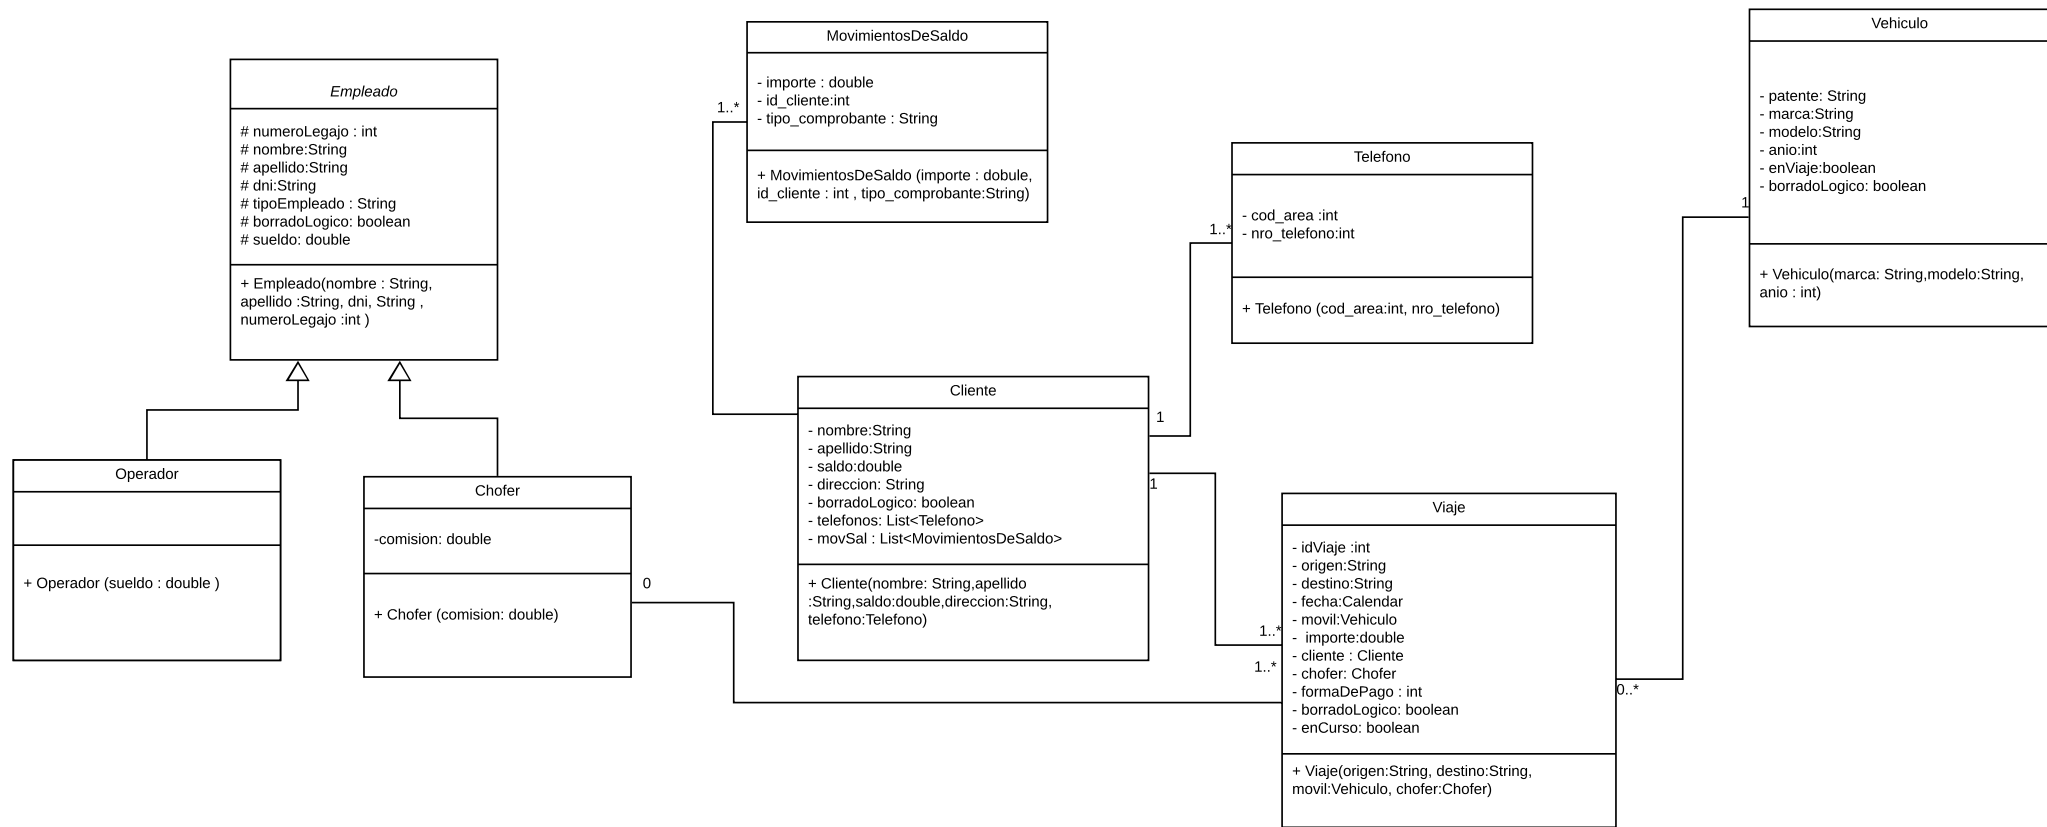 Empleado
# numeroLegajo : int
# nombre:String
# apellido:String
# dni:String
# tipoEmpleado : String
# borradoLogico: boolean
# sueldo: double
+ Empleado(nombre : String,
apellido :String, dni, String ,
numeroLegajo :int )
Operador
+ Operador (sueldo : double )
Chofer
-comision: double
+ Chofer (comision: double)
0
MovimientosDeSaldo
- importe : double
- id_cliente:int
- tipo_comprobante : String
+ MovimientosDeSaldo (importe : dobule,
id_cliente : int , tipo_comprobante:String)
1..*
Cliente
- nombre:String
- apellido:String
- saldo:double
- direccion: String
- borradoLogico: boolean
- telefonos: List<Telefono>
- movSal : List<MovimientosDeSaldo>
+ Cliente(nombre: String,apellido
:String,saldo:double,direccion:String,
telefono:Telefono)
1
1
Telefono
- cod_area :int
- nro_telefono:int
+ Telefono (cod_area:int, nro_telefono)
1..*
Viaje
- idViaje :int
- origen:String
- destino:String
- fecha:Calendar
- movil:Vehiculo
-  importe:double
- cliente : Cliente
- chofer: Chofer
- formaDePago : int
- borradoLogico: boolean
- enCurso: boolean
+ Viaje(origen:String, destino:String,
movil:Vehiculo, chofer:Chofer)
1..*
1..*
0..*
Vehiculo
- patente: String
- marca:String
- modelo:String
- anio:int
- enViaje:boolean
- borradoLogico: boolean
+ Vehiculo(marca: String,modelo:String,
anio : int)
1